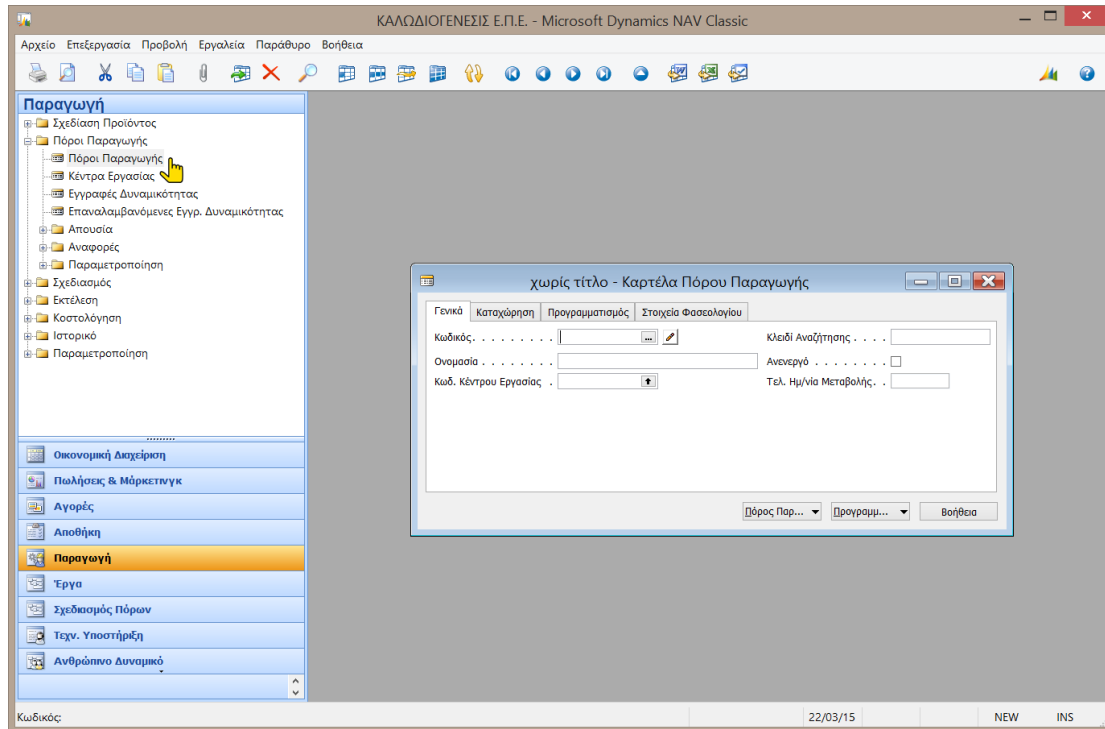 ΚΑΛΩΔΙΟΓΕΝΕΣΙΣ Ε.Π.Ε. - Microsoft Dynamics NAV Classic
Αρχείο Επεξεργασία Προβολή Εργαλεία Παράθυρο Βοήθεια
Παραγωγή
Σχεδίαση Προϊόντος
Πόροι Παραγωγής
Πόροι Παραγωγής
Κέντρα Εργασίας
Εγγραφές Δυναμικότητας
Επαναλαμβανόμενες Εγγρ. Δυναμικότητας
Απουσία
Αναφορές
Παραμετροποίηση
Σχεδιασμός
Εκτέλεση
Κοστολόγηση
Ιστορικό
Παραμετροποίηση
Οικονομική Διαχείριση
Πωλήσεις & Μάρκετινγκ
Αγορές
Αποθήκη
Παραγωγή
Έργα
Σχεδιασμός Πόρων
Τεχν. Υποστήριξη
Ανθρώπινο Δυναμικό
χωρίς τίτλο - Καρτέλα Πόρου Παραγωγής
Γενικά Καταχώρηση Προγραμματισμός Στοιχεία Φασεολογίου
Κωδικός. . . . . . . . . . Κλειδί Αναζήτησης . . . .
Ονομασία . . . . . . . . Ανενεργό . . . . . . . .
Κωδ. Κέντρου Εργασίας . Τελ. Ημ/νία Μεταβολής. .
Πόρος Παρ... Προγραμμ... Βοήθεια
Κωδικός: 22/03/15 NEW INS